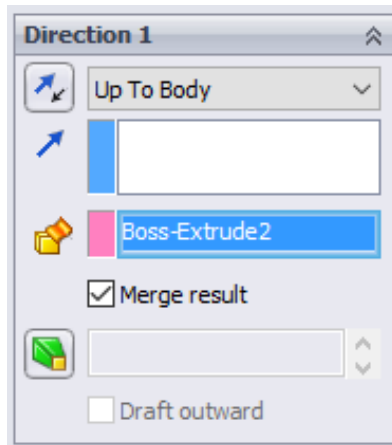 Direction 1
Up To Body
Boss-Extrude2
Merge result
Draft outward